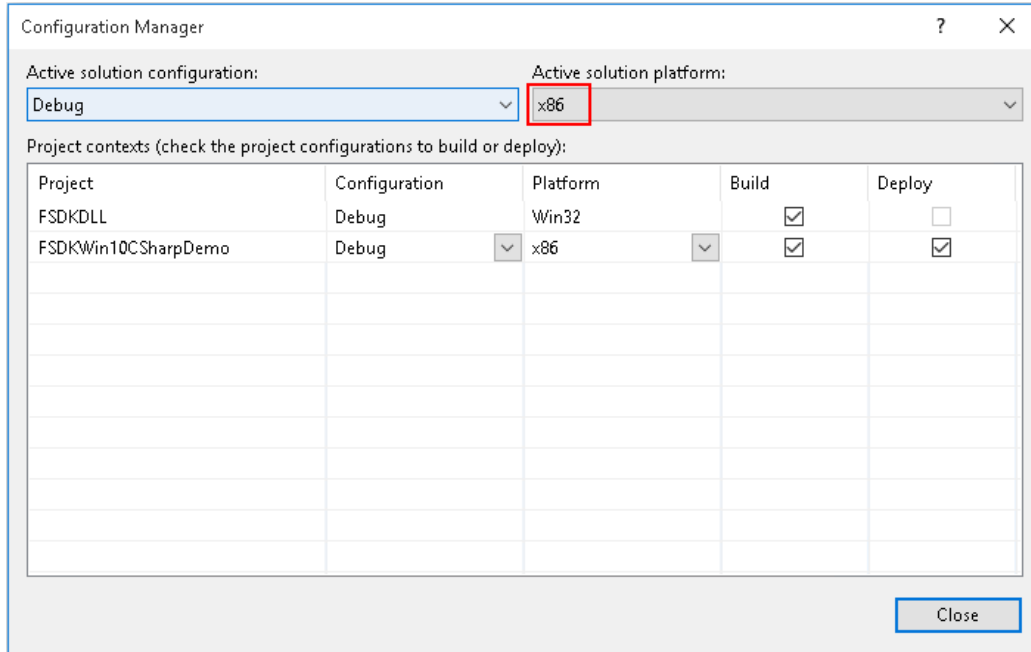 Configuration Manager ?
Active solution configuration: Active solution platform:
Debug x86
Project contexts (check the project configurations to build or deploy):
Project Configuration Platform Build Deploy
FSDKDLL Debug Win32
FSDKWin10CSharpDemo Debug x86
Close